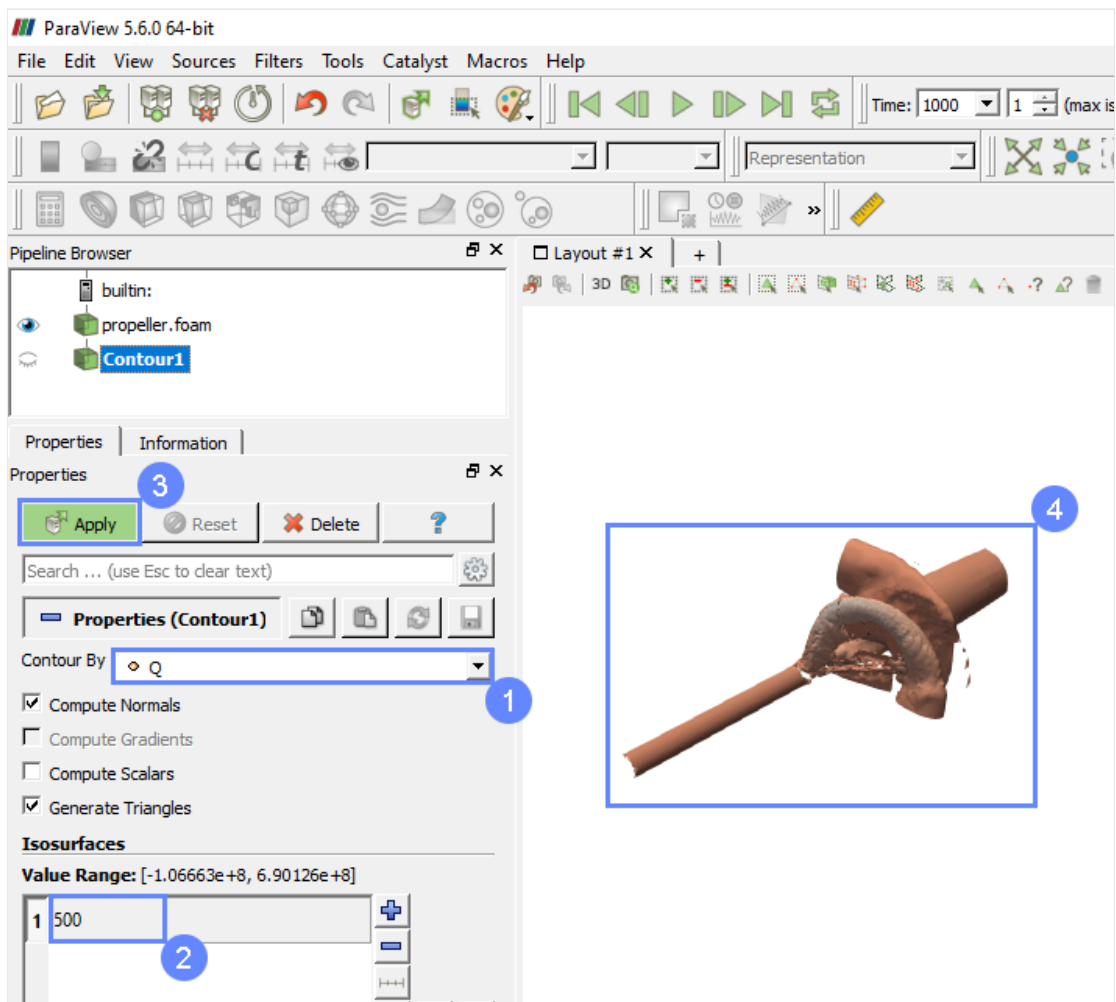 ParaView 5.6.0 64-bit
File Edit View Sources Filters Tools Catalyst Macros Help
Time: 1000 1 (max is
Representation
Pipeline Browser
Layout #1 +
3D
builtin:
propeller.foam
Contour1
Properties Information
Properties
3
Apply Reset Delete ?
4
Search ... (use Esc to clear text)
Properties (Contour1)
Contour By Q
1
Compute Normals
Compute Gradients
Compute Scalars
Generate Triangles
Isosurfaces
Value Range: [-1.06663e+8, 6.90126e+8]
1 500
2